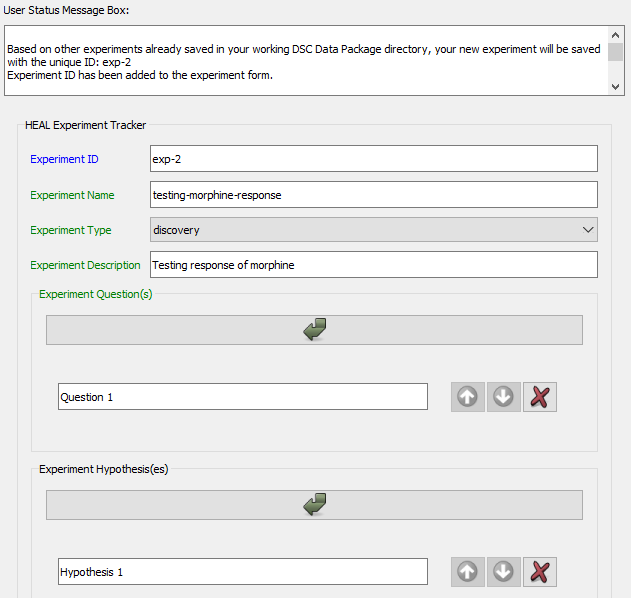 User Status Message Box:
Based on other experiments already saved in your working DSC Data Package directory, your new experiment will be saved
with the unique ID: exp-2
Experiment ID has been added to the experiment form.
HEAL Experiment Tracker
Experiment ID exp-2
Experiment Name testing-morphine-response
Experiment Type discovery
Experiment Description Testing response of morphine
Experiment Question(s)
Question 1
Experiment Hypothesis(es)
Hypothesis 1